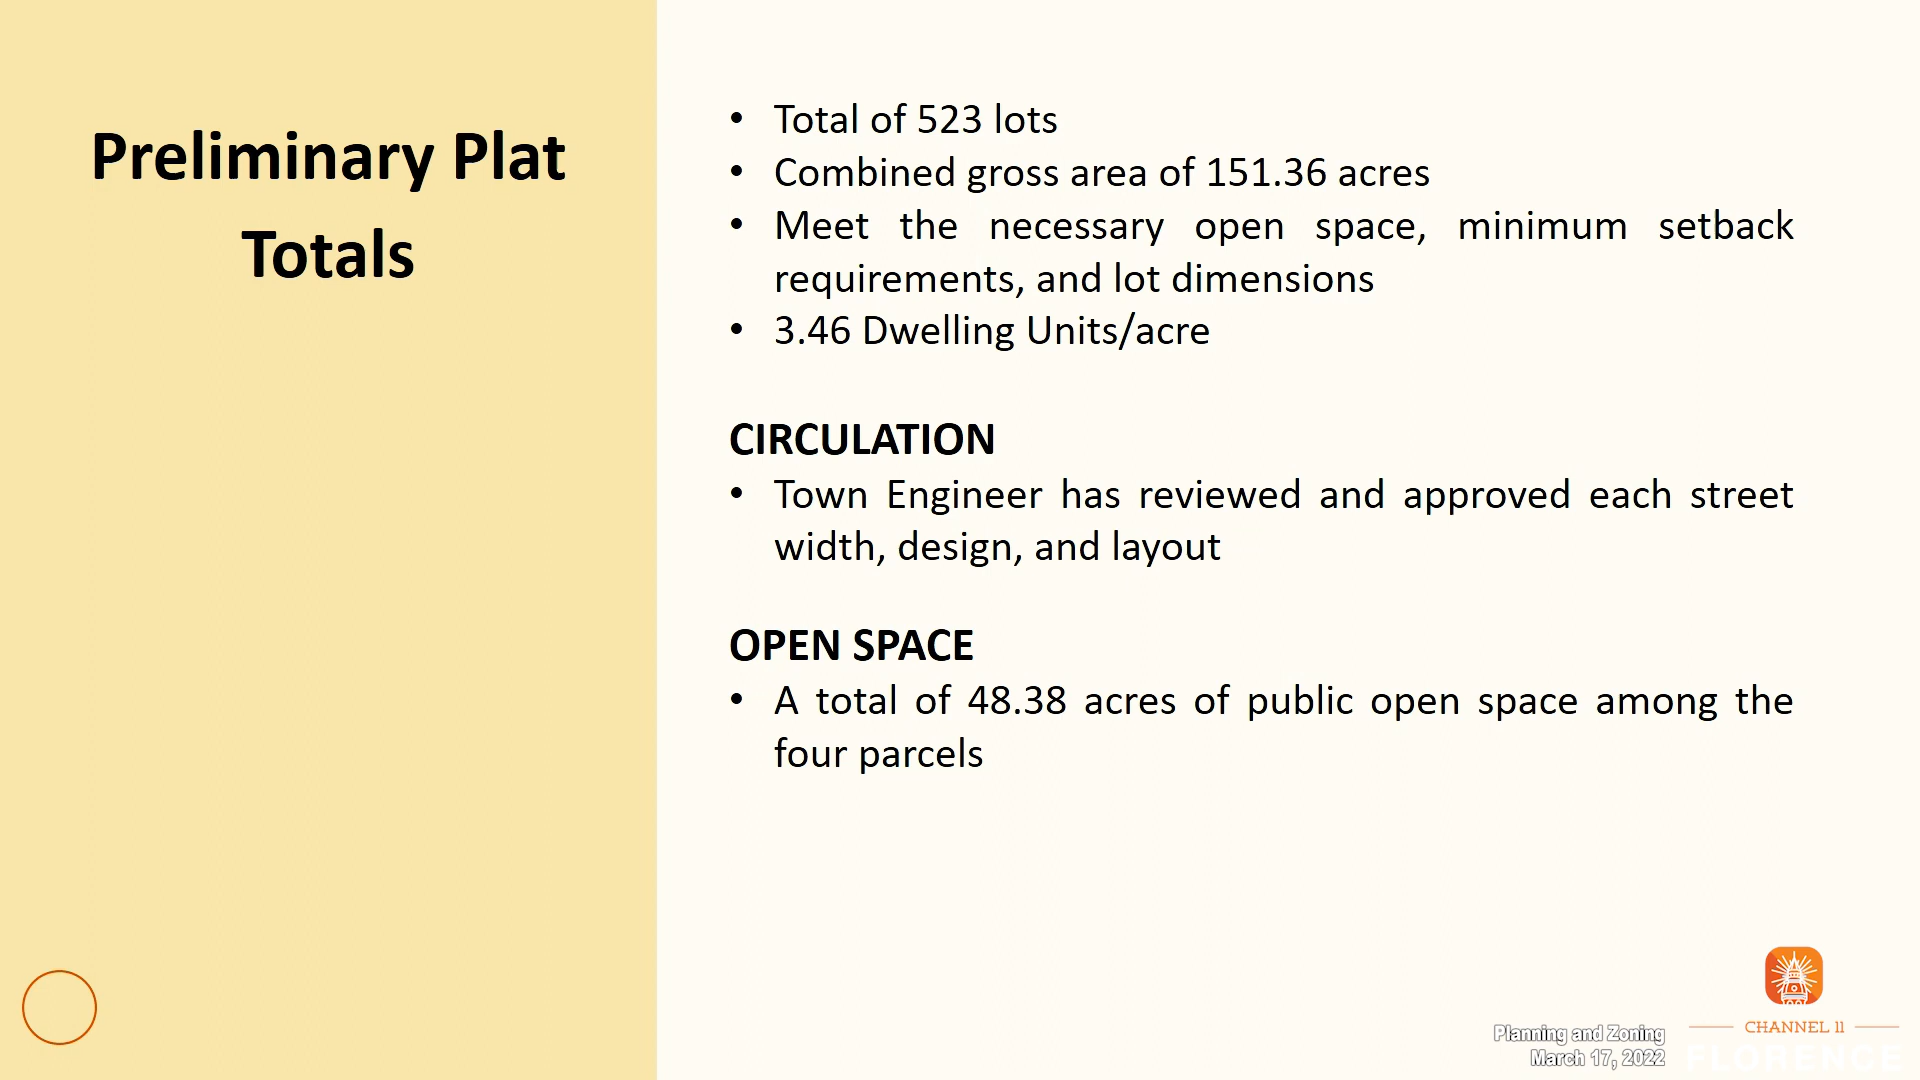 Preliminary Plat
Totals
• Total of 523 lots
• Combined gross area of 151.36 acres
• Meet the necessary open space, minimum setback
requirements, and lot dimensions
• 3.46 Dwelling Units/acre
CIRCULATION
• Town Engineer has reviewed and approved each street
width, design, and layout
OPEN SPACE
• A total of 48.38 acres of public open space among the
four parcels
Planning and Zoning
March 17, 2022
CHANNEL 11
FLORENCE